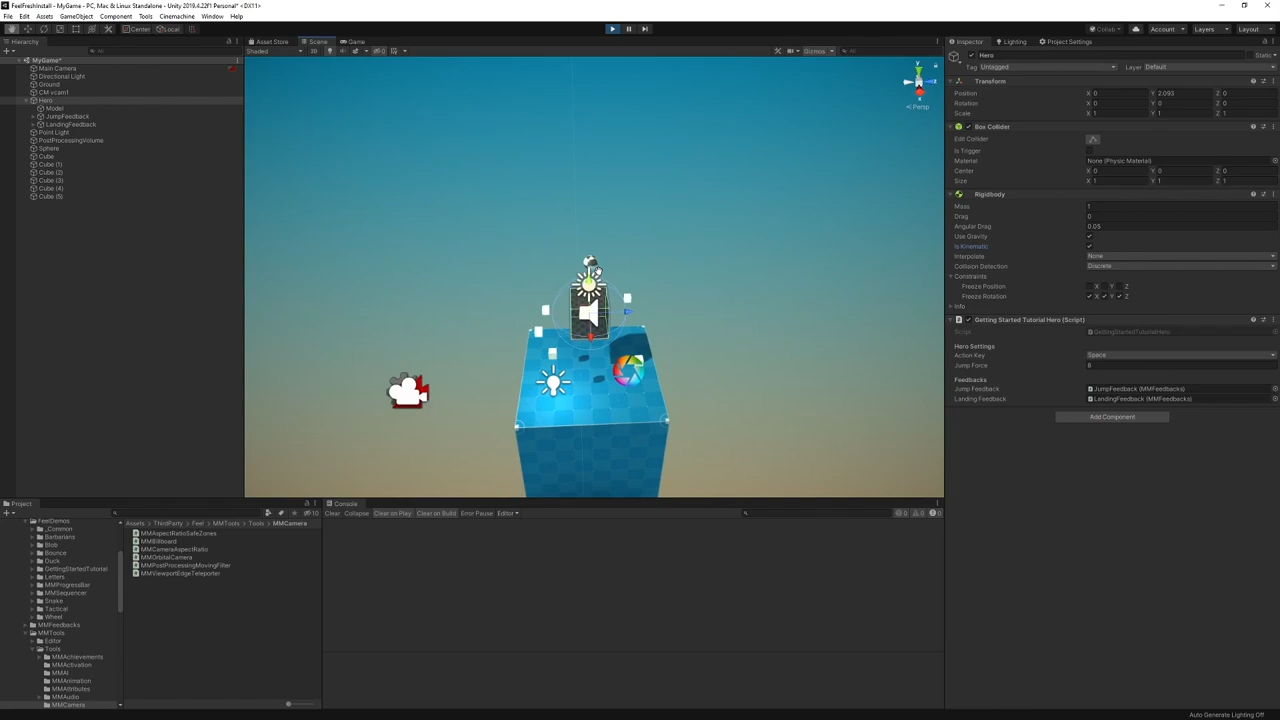 FeelFreshInstall - MyGame - PC, Mac & Linux Standalone - Unity 2019.4.22f1 Personal* <DX11>
File Edit Assets GameObject Component Tools Cinemachine Window Help
Center Local Collab Account Layers Layout
Hierarchy
All
MyGame*
Main Camera
Directional Light
Ground
CM vcam1
Hero
Model
JumpFeedback
LandingFeedback
Point Light
PostProcessingVolume
Sphere
Cube
Cube (1)
Cube (2)
Cube (3)
Cube (4)
Cube (5)
Asset Store Scene Game
Shaded 2D 0 Gizmos All
y
z
x
< Persp
Inspector Lighting Project Settings
Hero Static
Tag Untagged Layer Default
Transform
Position X 0 Y 2.093 Z 0
Rotation X 0 Y 0 Z 0
Scale X 1 Y 1 Z 1
Box Collider
Edit Collider
Is Trigger
Material None (Physic Material)
Center X 0 Y 0 Z 0
Size X 1 Y 1 Z 1
Rigidbody
Mass 1
Drag 0
Angular Drag 0.05
Use Gravity
Is Kinematic
Interpolate None
Collision Detection Discrete
Constraints
Freeze Position X Y Z
Freeze Rotation X Y Z
Info
Getting Started Tutorial Hero (Script)
Script GettingStartedTutorialHero
Hero Settings
Action Key Space
Jump Force 8
Feedbacks
Jump Feedback JumpFeedback (MMFeedbacks)
Landing Feedback LandingFeedback (MMFeedbacks)
Add Component
Project
10
FeelDemos
_Common
Barbarians
Blob
Bounce
Duck
GettingStartedTutorial
Letters
MMProgressBar
MMSequencer
Snake
Tactical
Wheel
MMFeedbacks
MMTools
Editor
Tools
MMAchievements
MMActivation
MMAI
MMAnimation
MMAttributes
MMAudio
MMCamera
Assets > ThirdParty > Feel > MMTools > Tools > MMCamera
MMAspectRatioSafeZones
MMBillboard
MMCameraAspectRatio
MMOrbitalCamera
MMPostProcessingMovingFilter
MMViewportEdgeTeleporter
Console
Clear Collapse Clear on Play Clear on Build Error Pause Editor 0 0 0
Auto Generate Lighting Off